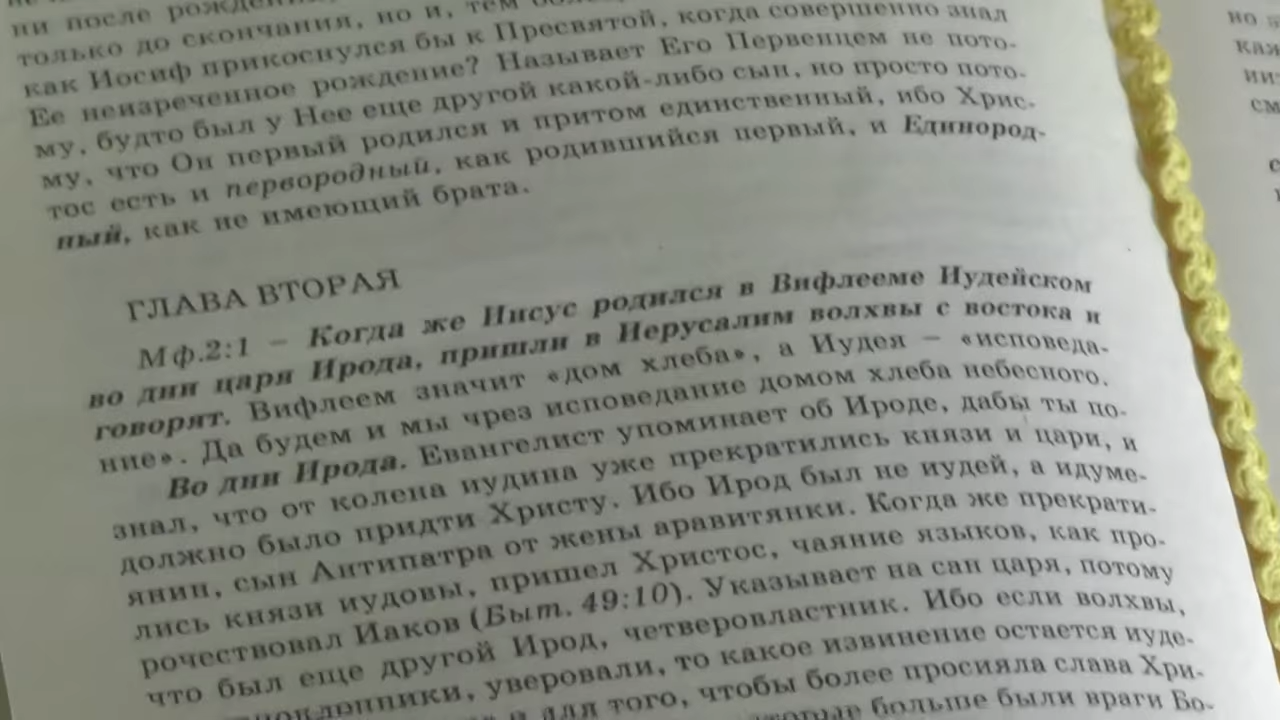 ни после рождения
только до скончания, но и, тем
как Иосиф прикоснулся бы к Пресвятой, когда совершенно знал
Ее неизреченное рождение? Называет Его Первенцем не пото-
му, будто был у Нее еще другой какой-либо сын, но просто пото-
му, что Он первый родился и притом единственный, ибо Хрис-
тос есть и первородный, как родившийся первый, и Единород-
ный, как не имеющий брата.
ГЛАВА ВТОРАЯ
Мф.2:1 – Когда же Иисус родился в Вифлееме Иудейском
во дни царя Ирода, пришли в Иерусалим волхвы с востока и
говорят. Вифлеем значит «дом хлеба», а Иудея – «исповеда-
ние». Да будем и мы чрез исповедание домом хлеба небесного.
Во дни Ирода. Евангелист упоминает об Ироде, дабы ты по-
знал, что от колена иудина уже прекратились князи и цари, и
должно было придти Христу. Ибо Ирод был не иудей, а идуме-
янин, сын Антипатра от жены аравитянки. Когда же прекрати-
лись князи иудовы, пришел Христос, чаяние языков, как про-
рочествовал Иаков (Быт. 49:10). Указывает на сан царя, потому
что был еще другой Ирод, четверовластник. Ибо если волхвы,
уверовали, то какое извинение остается иуде-
и для того, чтобы более просияла слава Хри-
больше были враги Бо-
но
каж
см
с